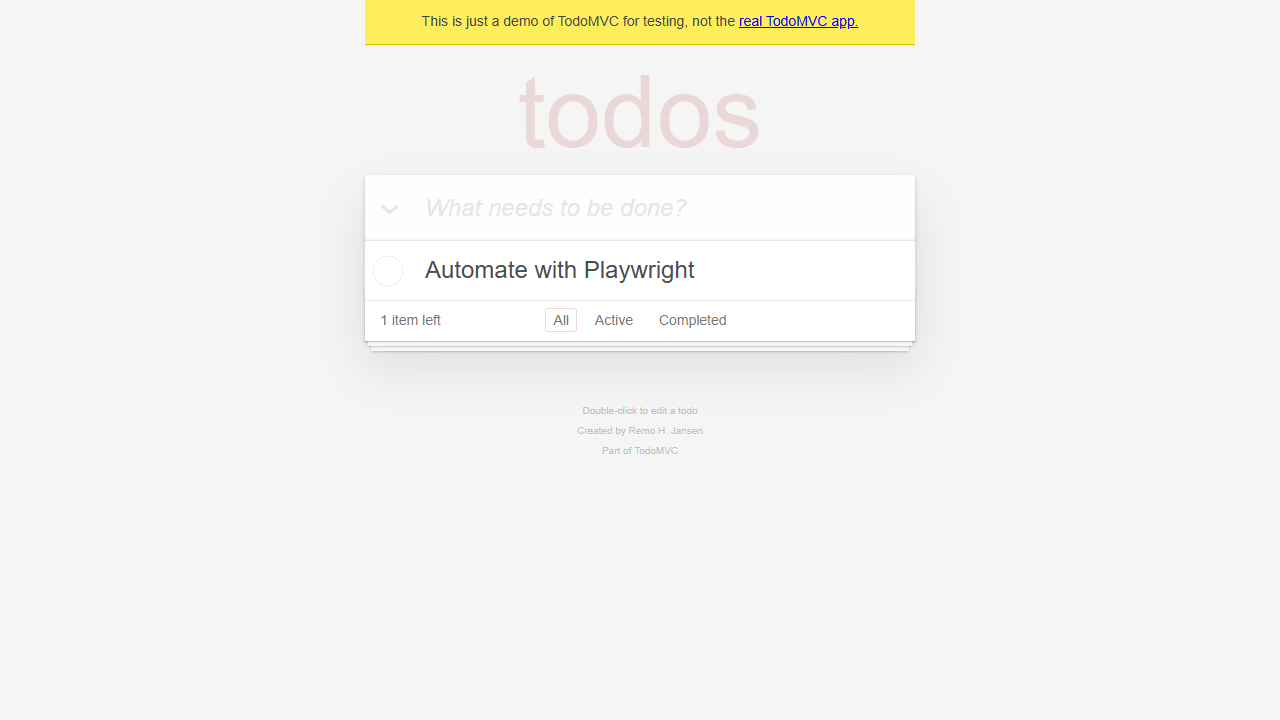 This is just a demo of TodoMVC for testing, not the real TodoMVC app.
todos
What needs to be done?
Automate with Playwright
1 item left All Active Completed
Double-click to edit a todo
Created by Remo H. Jansen
Part of TodoMVC